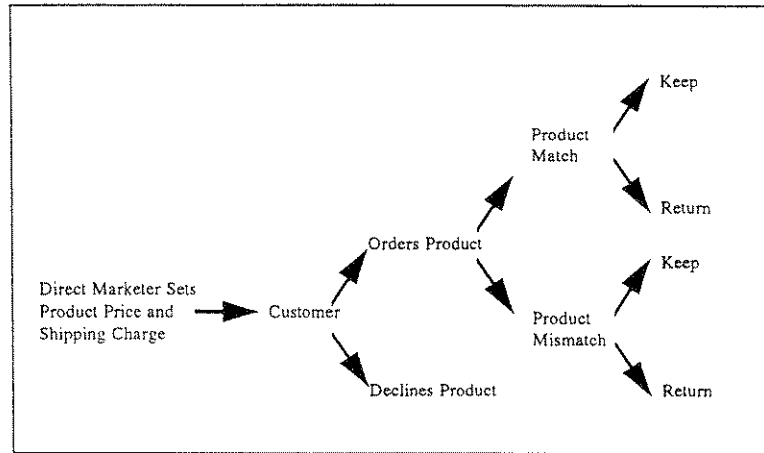 Direct Marketer Sets
Product Price and
Shipping Charge
Customer
Orders Product
Declines Product
Product
Match
Product
Mismatch
Keep
Return
Keep
Return